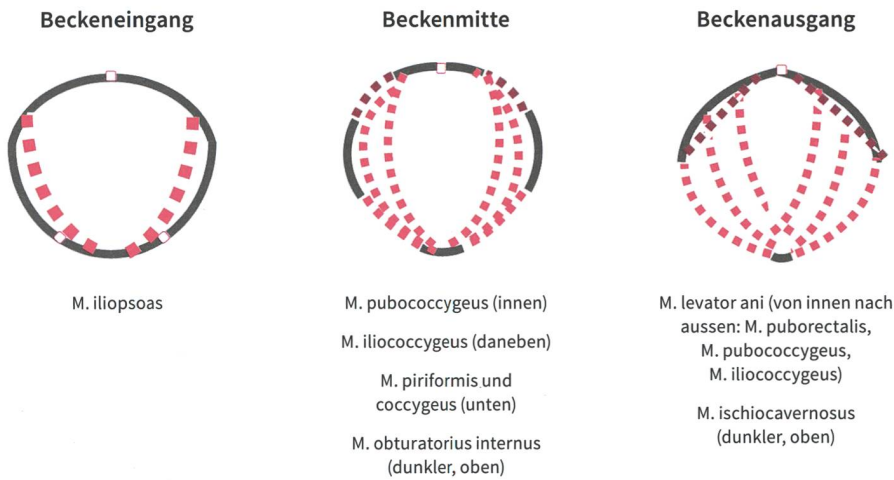 Beckeneingang
M. iliopsoas
Beckenmitte
M. pubococcygeus (innen)
M. iliococcygeus (daneben)
M. piriformis und
coccygeus (unten)
M. obturatorius internus
(dunkler, oben)
Beckenausgang
M. levator ani (von innen nach
aussen: M. puborectalis,
M. pubococcygeus,
M. iliococcygeus)
M. ischiocavernosus
(dunkler, oben)